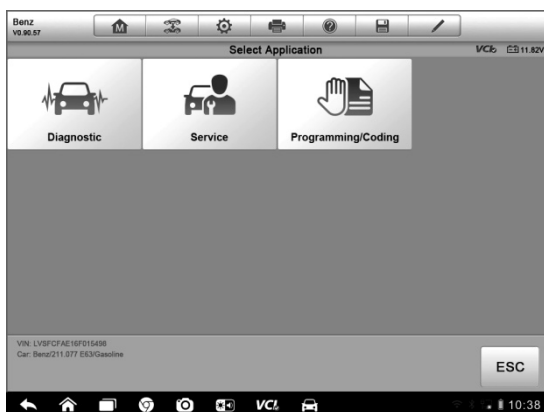 Benz
V0.90.57
M
Select Application
VCI
11.82V
Diagnostic
Service
Programming/Coding
VIN: LVSFCFAE16F015498
Car: Benz/211.077 E63/Gasoline
ESC
VCI
10:38